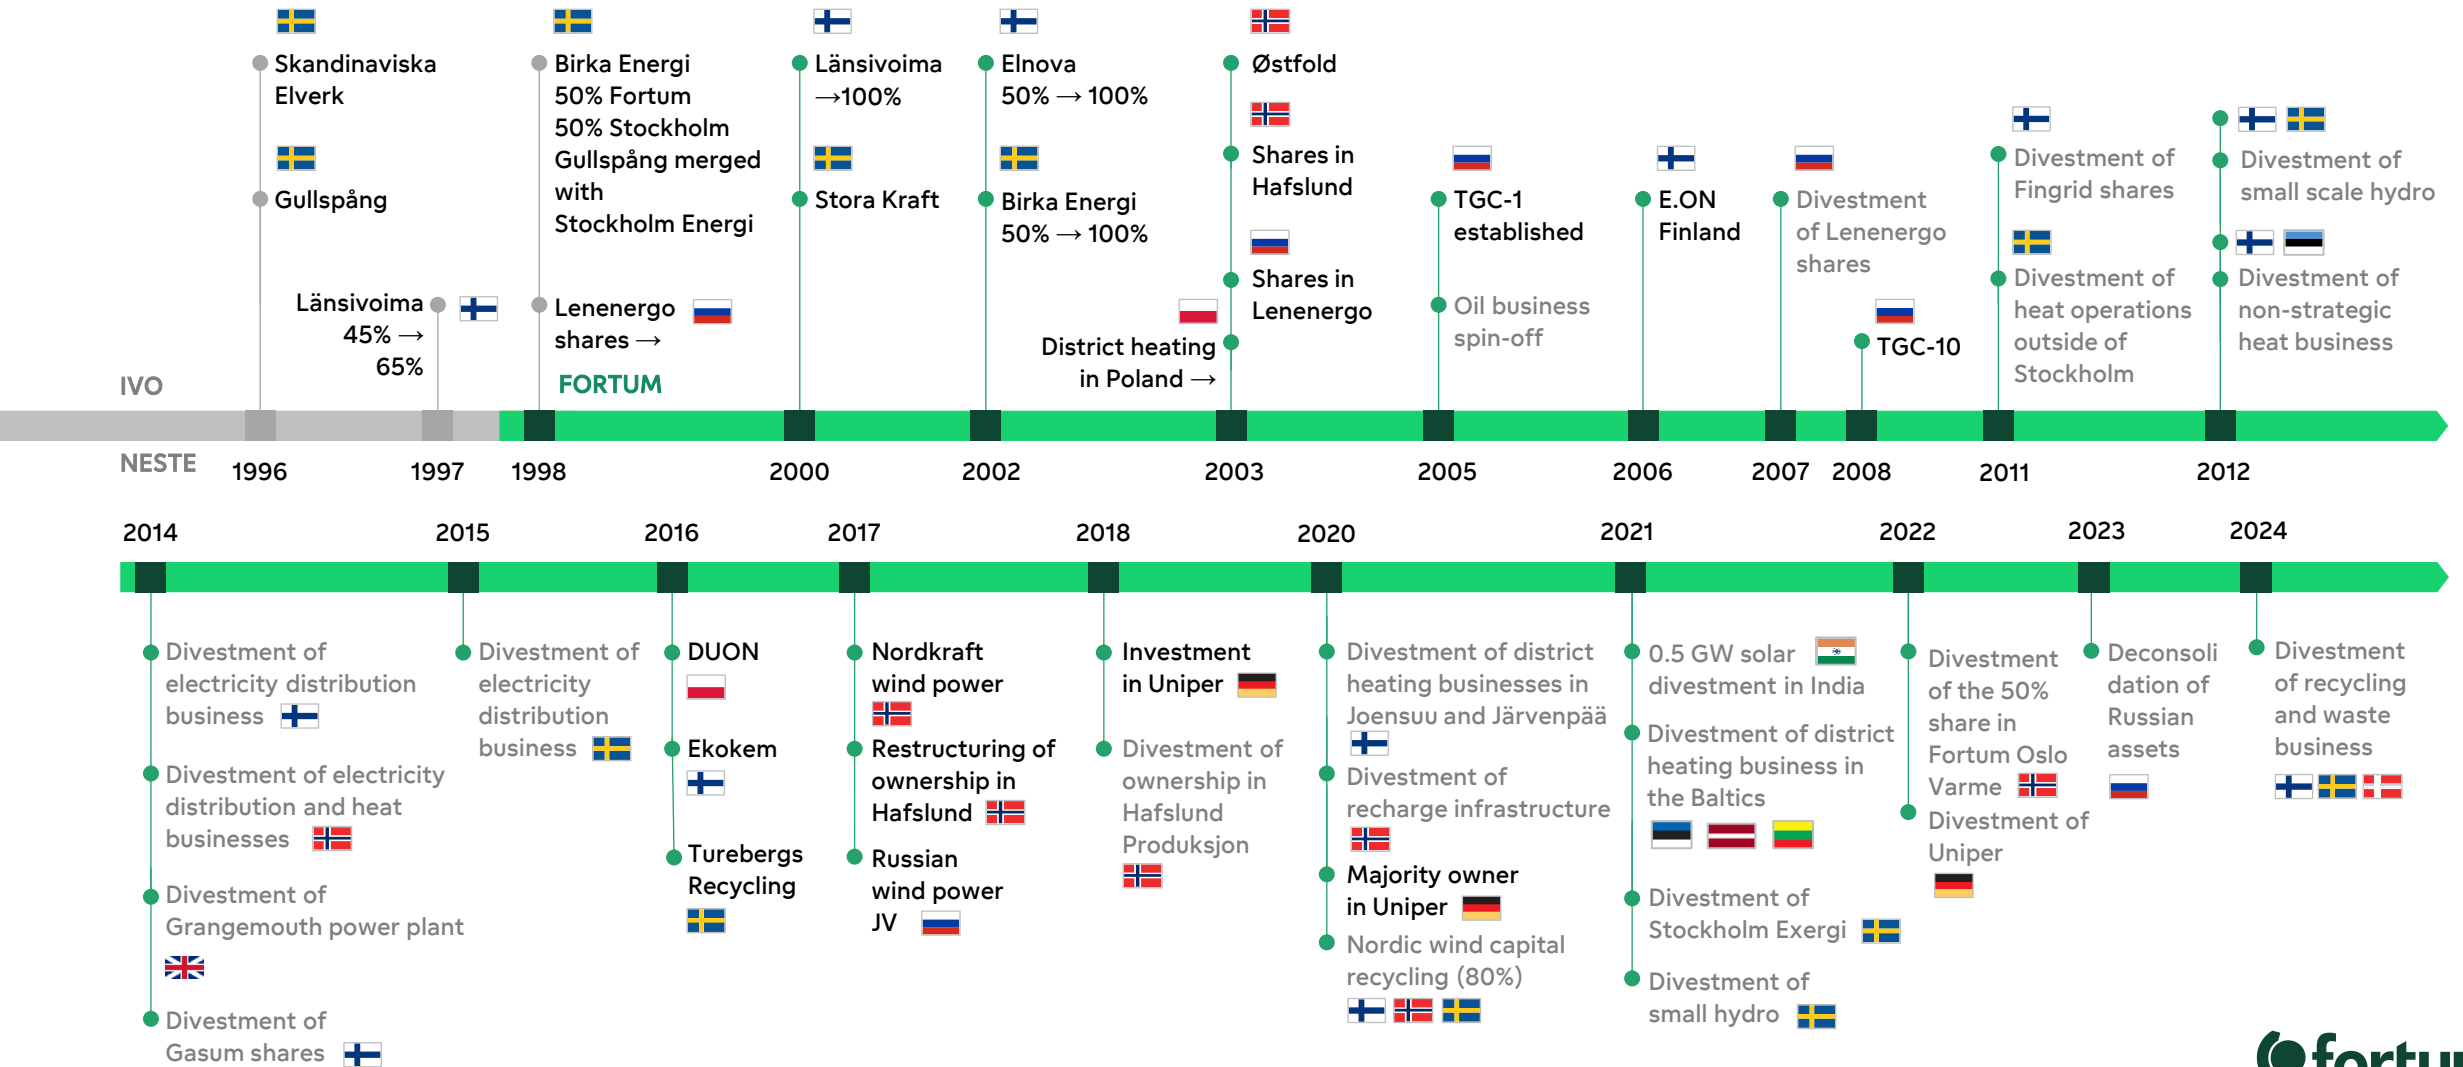 Skandinaviska
Elverk
Gullspång
Länsivoima
45% →
65%
Birka Energi
50% Fortum
50% Stockholm
Gullspång merged
with
Stockholm Energi
Lenenergo
shares →
Länsivoima
→100%
Stora Kraft
Elnova
50% → 100%
Birka Energi
50% → 100%
Østfold
Shares in
Hafslund
Shares in
Lenenergo
District heating
in Poland →
TGC-1
established
Oil business
spin-off
E.ON
Finland
Divestment
of Lenenergo
shares
TGC-10
Divestment of
Fingrid shares
Divestment of
heat operations
outside of
Stockholm
Divestment of
small scale hydro
Divestment of
non-strategic
heat business
IVO
FORTUM
NESTE
1996
1997
1998
2000
2002
2003
2005
2006
2007
2008
2011
2012
2014
2015
2016
2017
2018
2020
2021
2022
2023
2024
Divestment of
electricity distribution
business
Divestment of electricity
distribution and heat
businesses
Divestment of
Grangemouth power plant
Divestment of
Gasum shares
Divestment of
electricity
distribution
business
DUON
Ekokem
Turebergs
Recycling
Nordkraft
wind power
Restructuring of
ownership in
Hafslund
Russian
wind power
JV
Investment
in Uniper
Divestment of
ownership in
Hafslund
Produksjon
Divestment of district
heating businesses in
Joensuu and Järvenpää
Divestment of
recharge infrastructure
Majority owner
in Uniper
Nordic wind capital
recycling (80%)
0.5 GW solar
divestment in India
Divestment of district
heating business in
the Baltics
Divestment of
Stockholm Exergi
Divestment of
small hydro
Divestment
of the 50%
share in
Fortum Oslo
Varme
Divestment of
Uniper
Deconsoli
dation of
Russian
assets
Divestment
of recycling
and waste
business